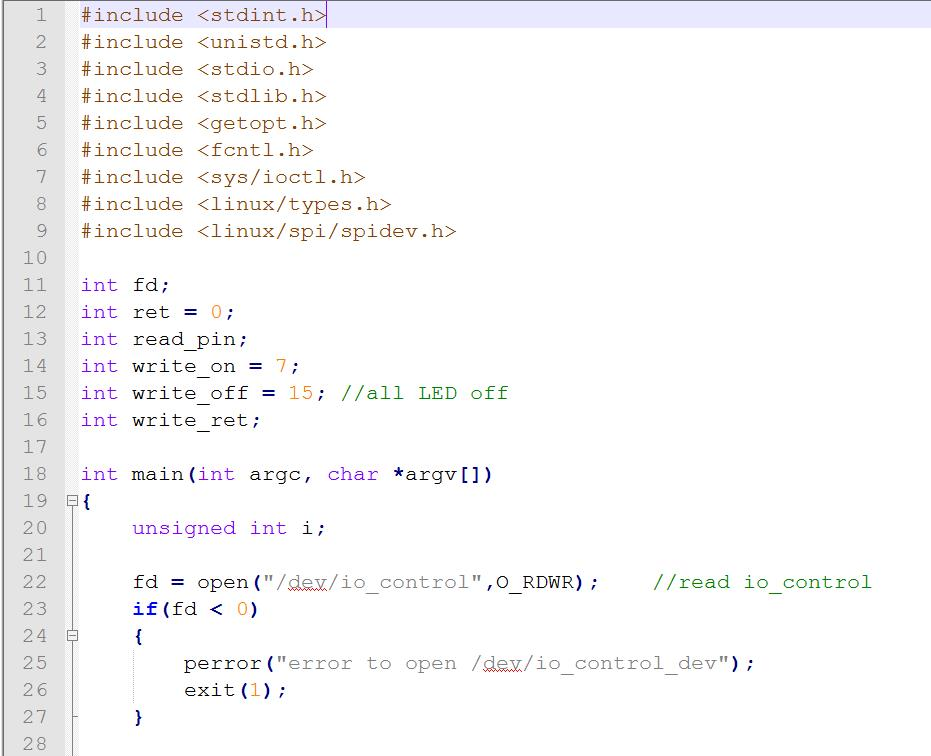 1 #include <stdint.h>
2 #include <unistd.h>
3 #include <stdio.h>
4 #include <stdlib.h>
5 #include <getopt.h>
6 #include <fcntl.h>
7 #include <sys/ioctl.h>
8 #include <linux/types.h>
9 #include <linux/spi/spidev.h>
10
11 int fd;
12 int ret = 0;
13 int read_pin;
14 int write_on = 7;
15 int write_off = 15; //all LED off
16 int write_ret;
17
18 int main(int argc, char *argv[])
19 {
20     unsigned int i;
21
22     fd = open("/dev/io_control",O_RDWR);    //read io_control
23     if(fd < 0)
24     {
25         perror("error to open /dev/io_control_dev");
26         exit(1);
27     }
28